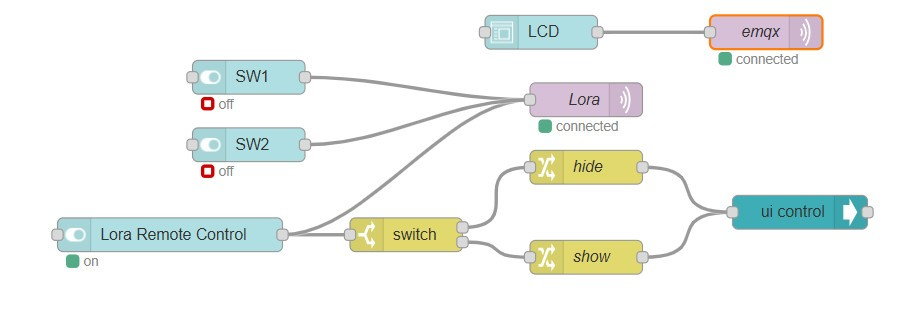 LCD
emqx
connected
SW1
off
Lora
connected
SW2
off
hide
ui control
Lora Remote Control
on
switch
show